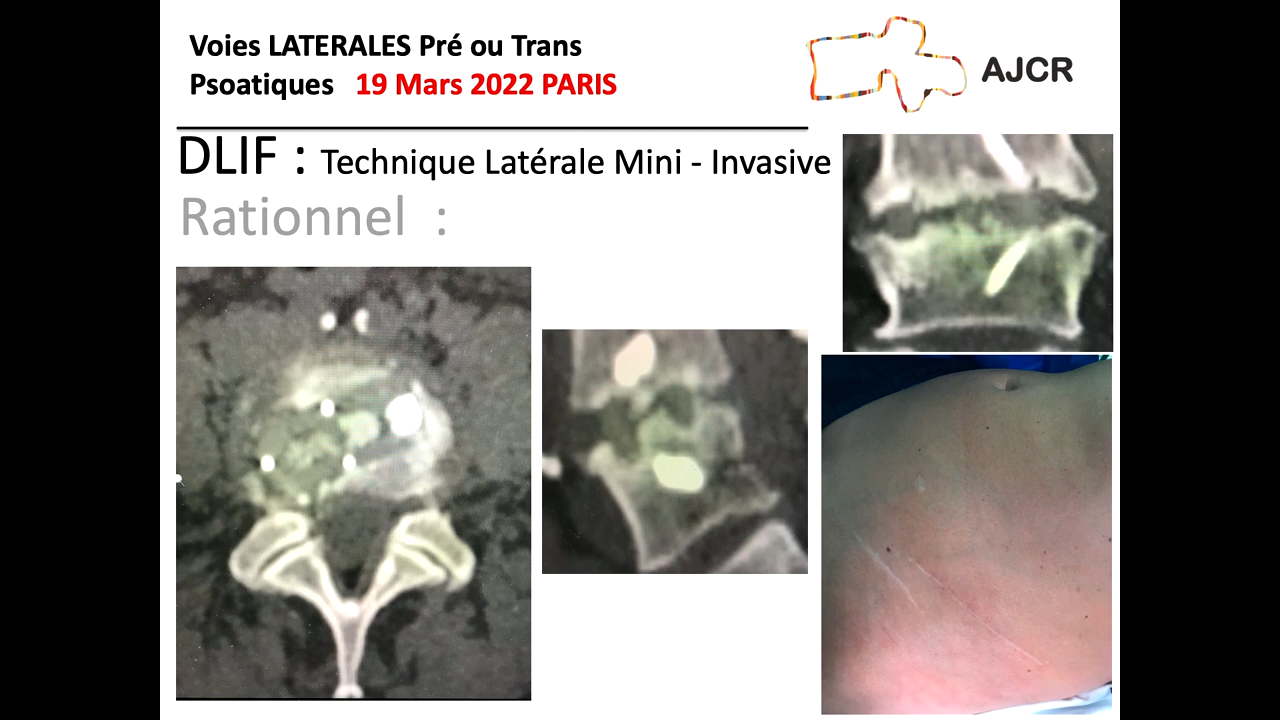 Voies LATERALES Pré ou Trans
Psoatiques 19 Mars 2022 PARIS
AJCR
DLIF : Technique Latérale Mini - Invasive
Rationnel :